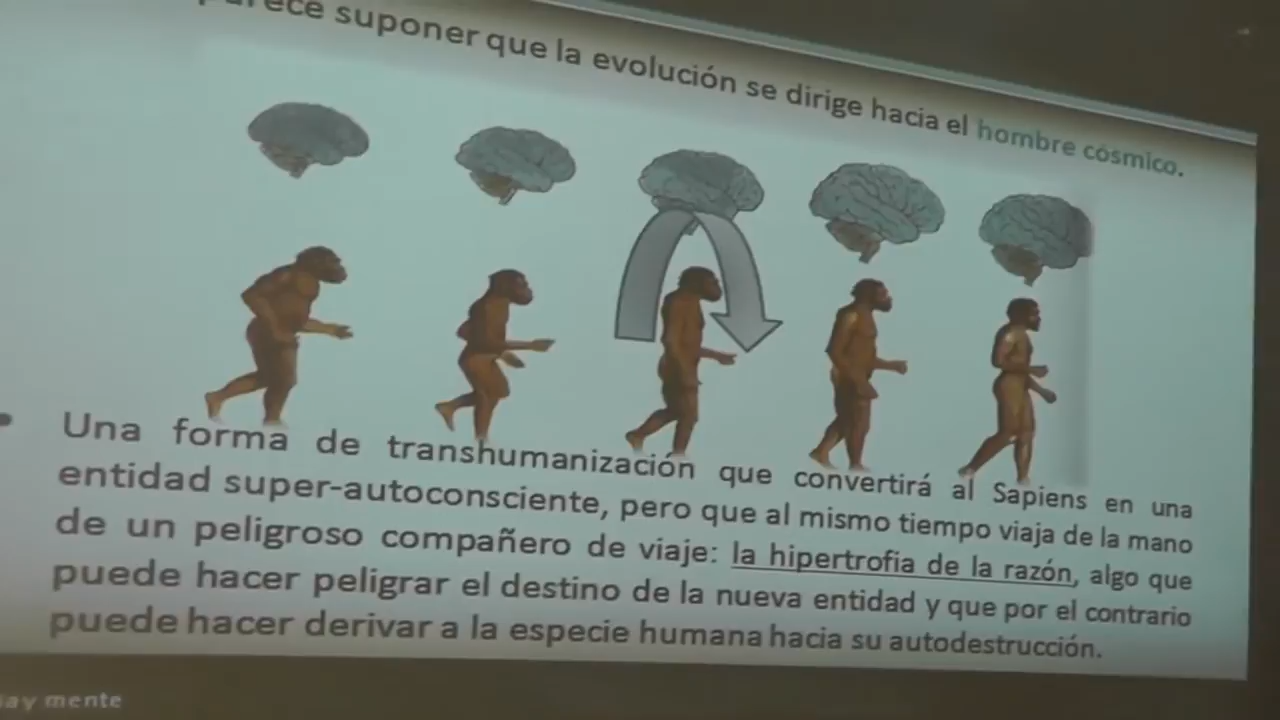 suponer que la evolución se dirige hacia el hombre cósmico.
Una forma de transhumanización que convertirá al Sapiens en una
entidad super-autoconsciente, pero que al mismo tiempo viaja de la mano
de un peligroso compañero de viaje: la hipertrofia de la razón, algo que
puede hacer peligrar el destino de la nueva entidad y que por el contrario
puede hacer derivar a la especie humana hacia su autodestrucción.
mente